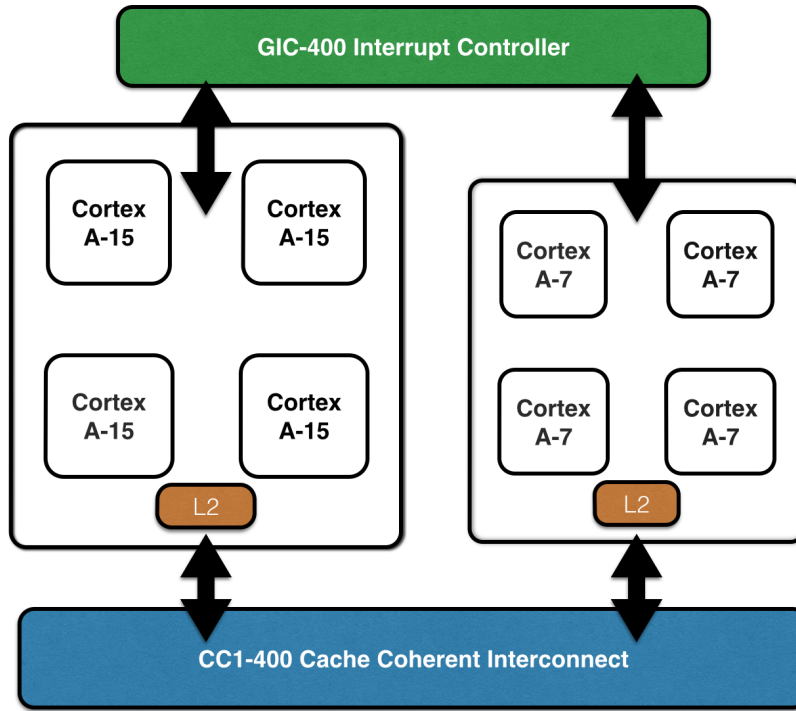 GIC-400 Interrupt Controller
Cortex
A-15
Cortex
A-15
Cortex
A-15
Cortex
A-15
L2
Cortex
A-7
Cortex
A-7
Cortex
A-7
Cortex
A-7
L2
CC1-400 Cache Coherent Interconnect